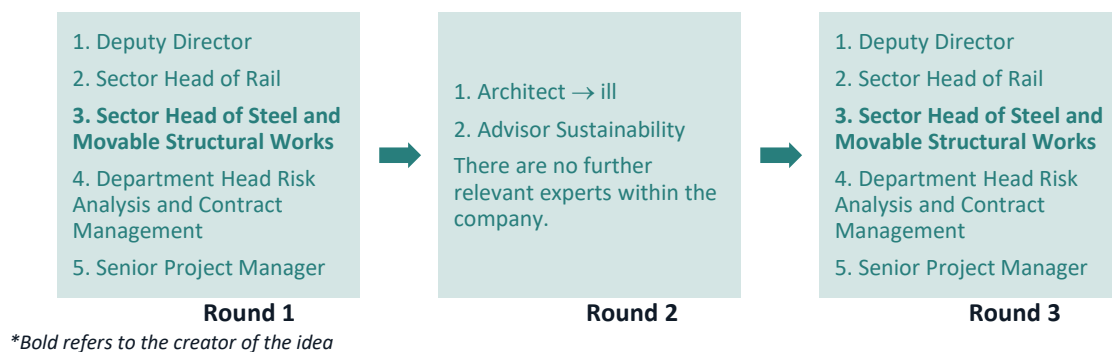 1. Deputy Director
2. Sector Head of Rail
3. Sector Head of Steel and
Movable Structural Works
4. Department Head Risk
Analysis and Contract
Management
5. Senior Project Manager
Round 1
1. Architect → ill
2. Advisor Sustainability
There are no further
relevant experts within the
company.
Round 2
1. Deputy Director
2. Sector Head of Rail
3. Sector Head of Steel and
Movable Structural Works
4. Department Head Risk
Analysis and Contract
Management
5. Senior Project Manager
Round 3
*Bold refers to the creator of the idea